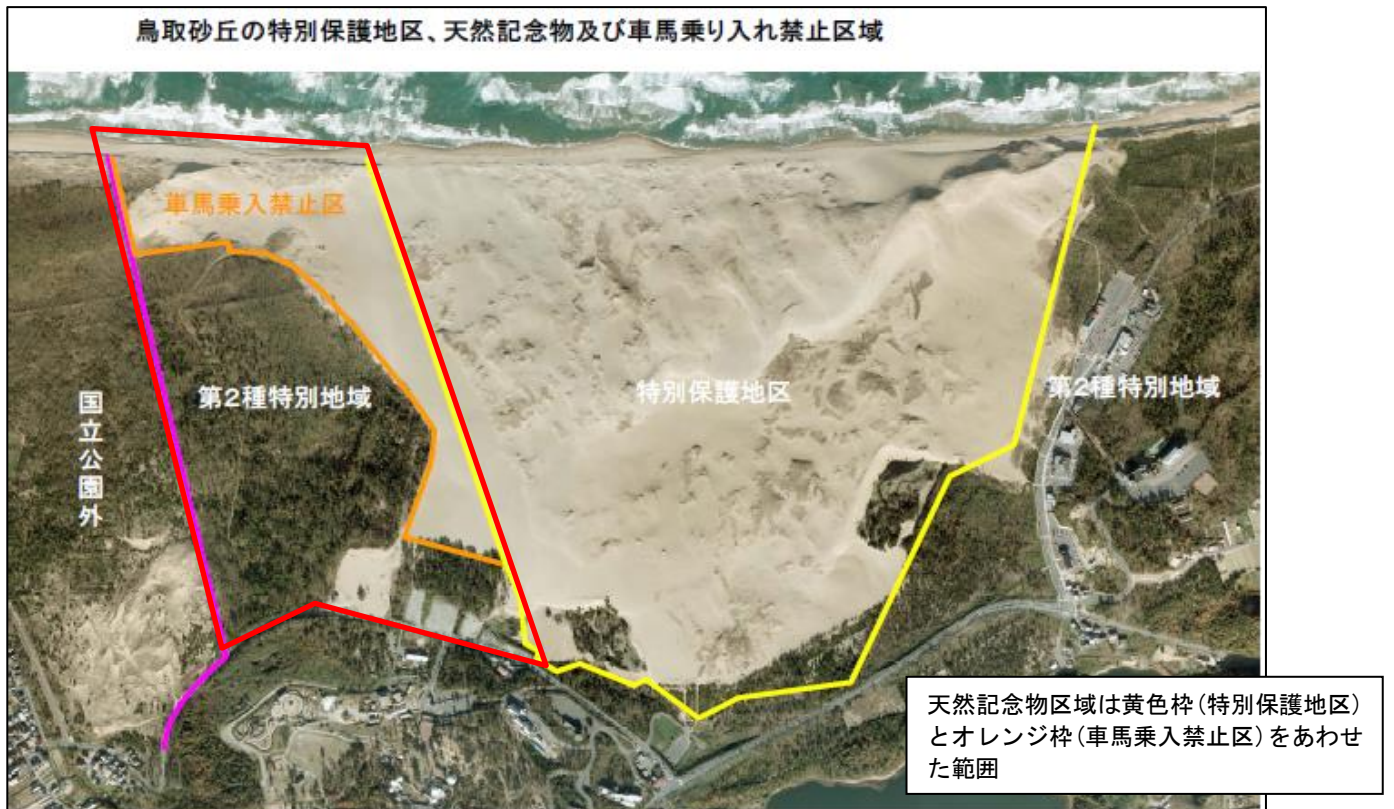 鳥取砂丘の特別保護地区、天然記念物及び車馬乗り入れ禁止区域
車馬乗入禁止区
第2種特別地域
特別保護地区
第2種特別地域
国立公園外
天然記念物区域は黄色枠(特別保護地区)
とオレンジ枠(車馬乗入禁止区)をあわせ
た範囲